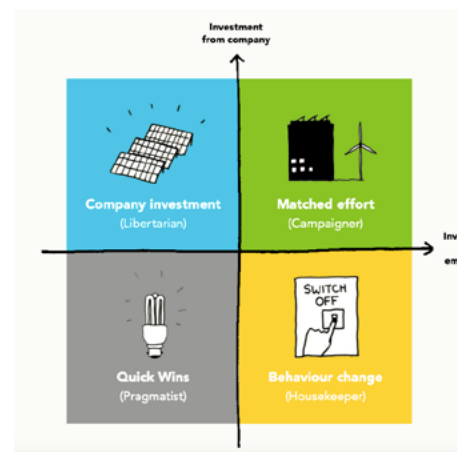 Investment
from company
Company investment
(Libertarian)
Matched effort
(Campaigner)
Quick Wins
(Pragmatist)
SWITCH
OFF
Behaviour change
(Housekeeper)